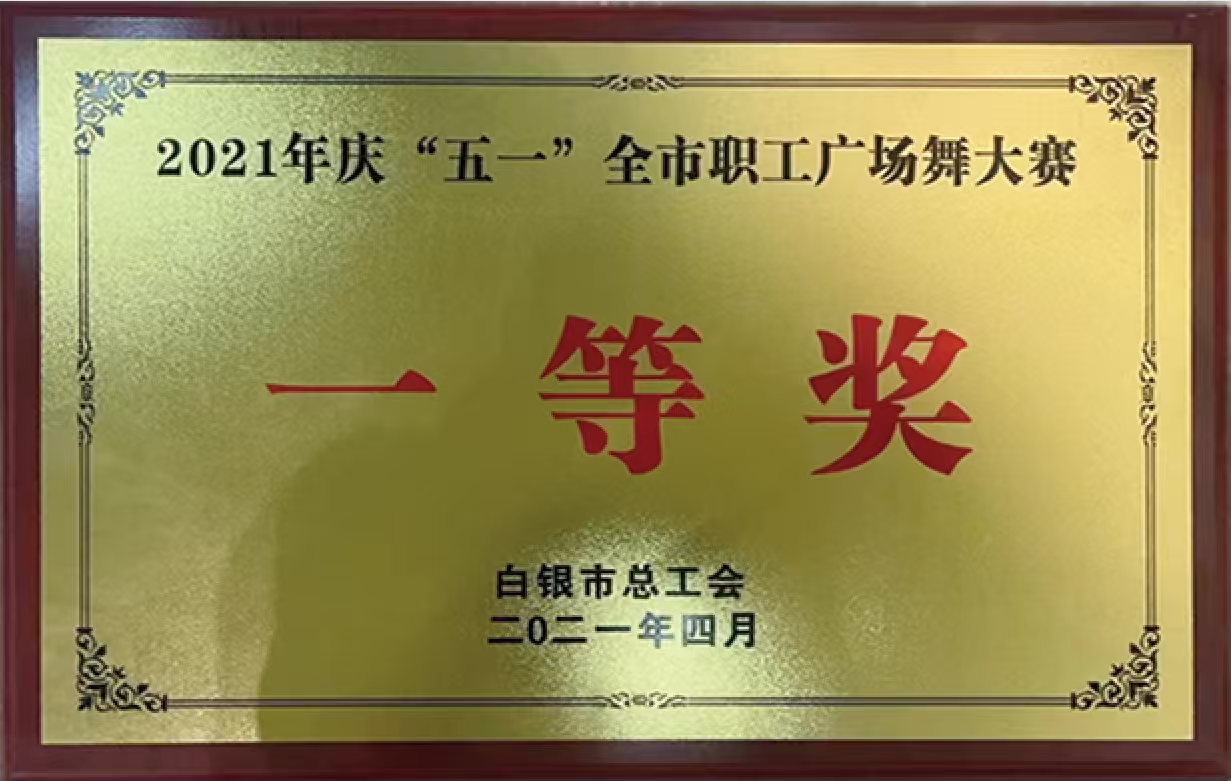 2021年庆“五一”全市职工广场舞大赛
一等奖
白银市总工会
二0二一年四月